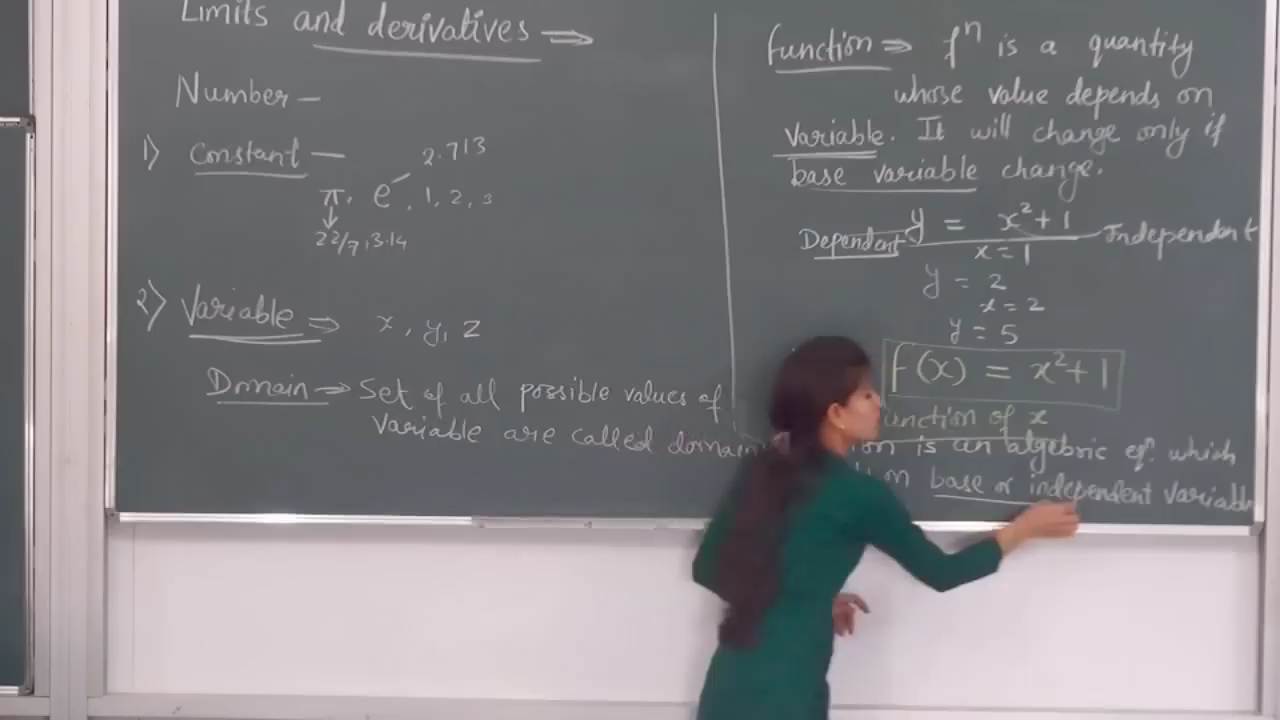 Limits and derivatives ⇒
Number –
1) Constant –
2.713
π, e, 1, 2, 3
22/7, 3.14
2) Variable ⇒ x, y, z
Domain ⇒ Set of all possible values of
Variable are called domain
function ⇒ fⁿ is a quantity
whose value depends on
variable. It will change only if
base variable change.
Dependent y = x²+1 Independent
x = 1
y = 2
x = 2
y = 5
f(x) = x²+1
unction of x
on is an algebric eqⁿ. which
on base or independent variable